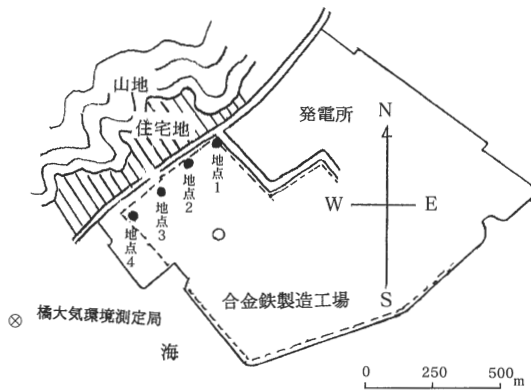 山地
住宅地
発電所
N
W
E
S
地点1
地点2
地点3
地点4
合金鉄製造工場
橘大気環境測定局
海
0 250 500m